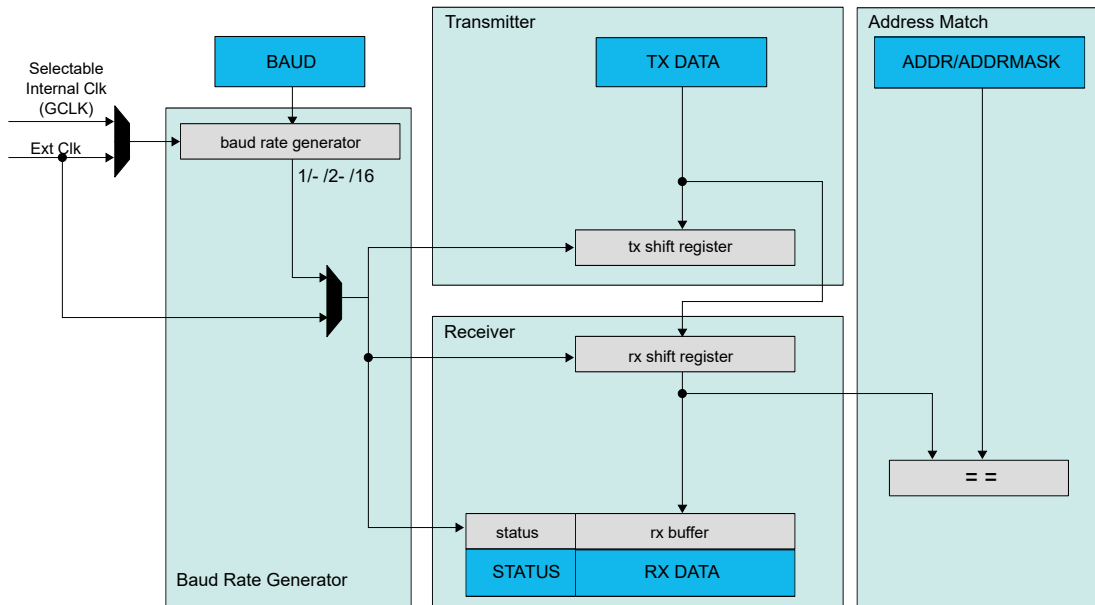 Transmitter
Address Match
BAUD
TX DATA
ADDR/ADDRMASK
Selectable
Internal Clk
(GCLK)
Ext Clk
baud rate generator
1/- /2- /16
tx shift register
Receiver
rx shift register
= =
status
rx buffer
STATUS
RX DATA
Baud Rate Generator